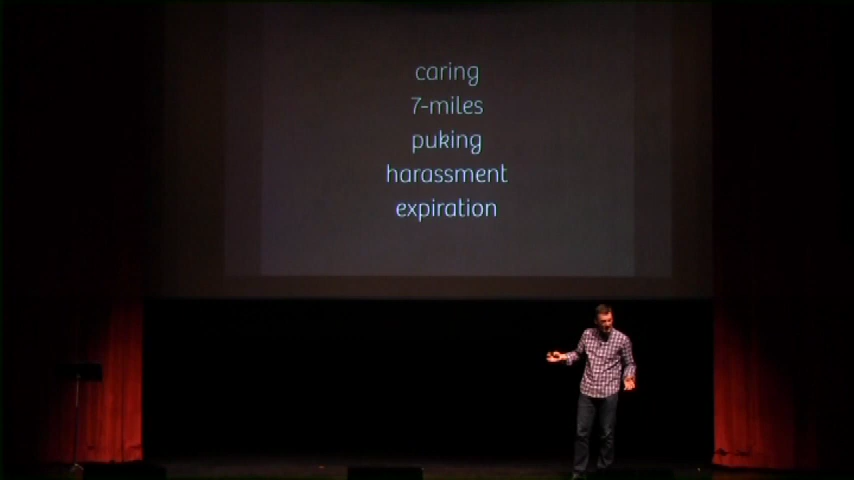 caring
7-miles
puking
harassment
expiration